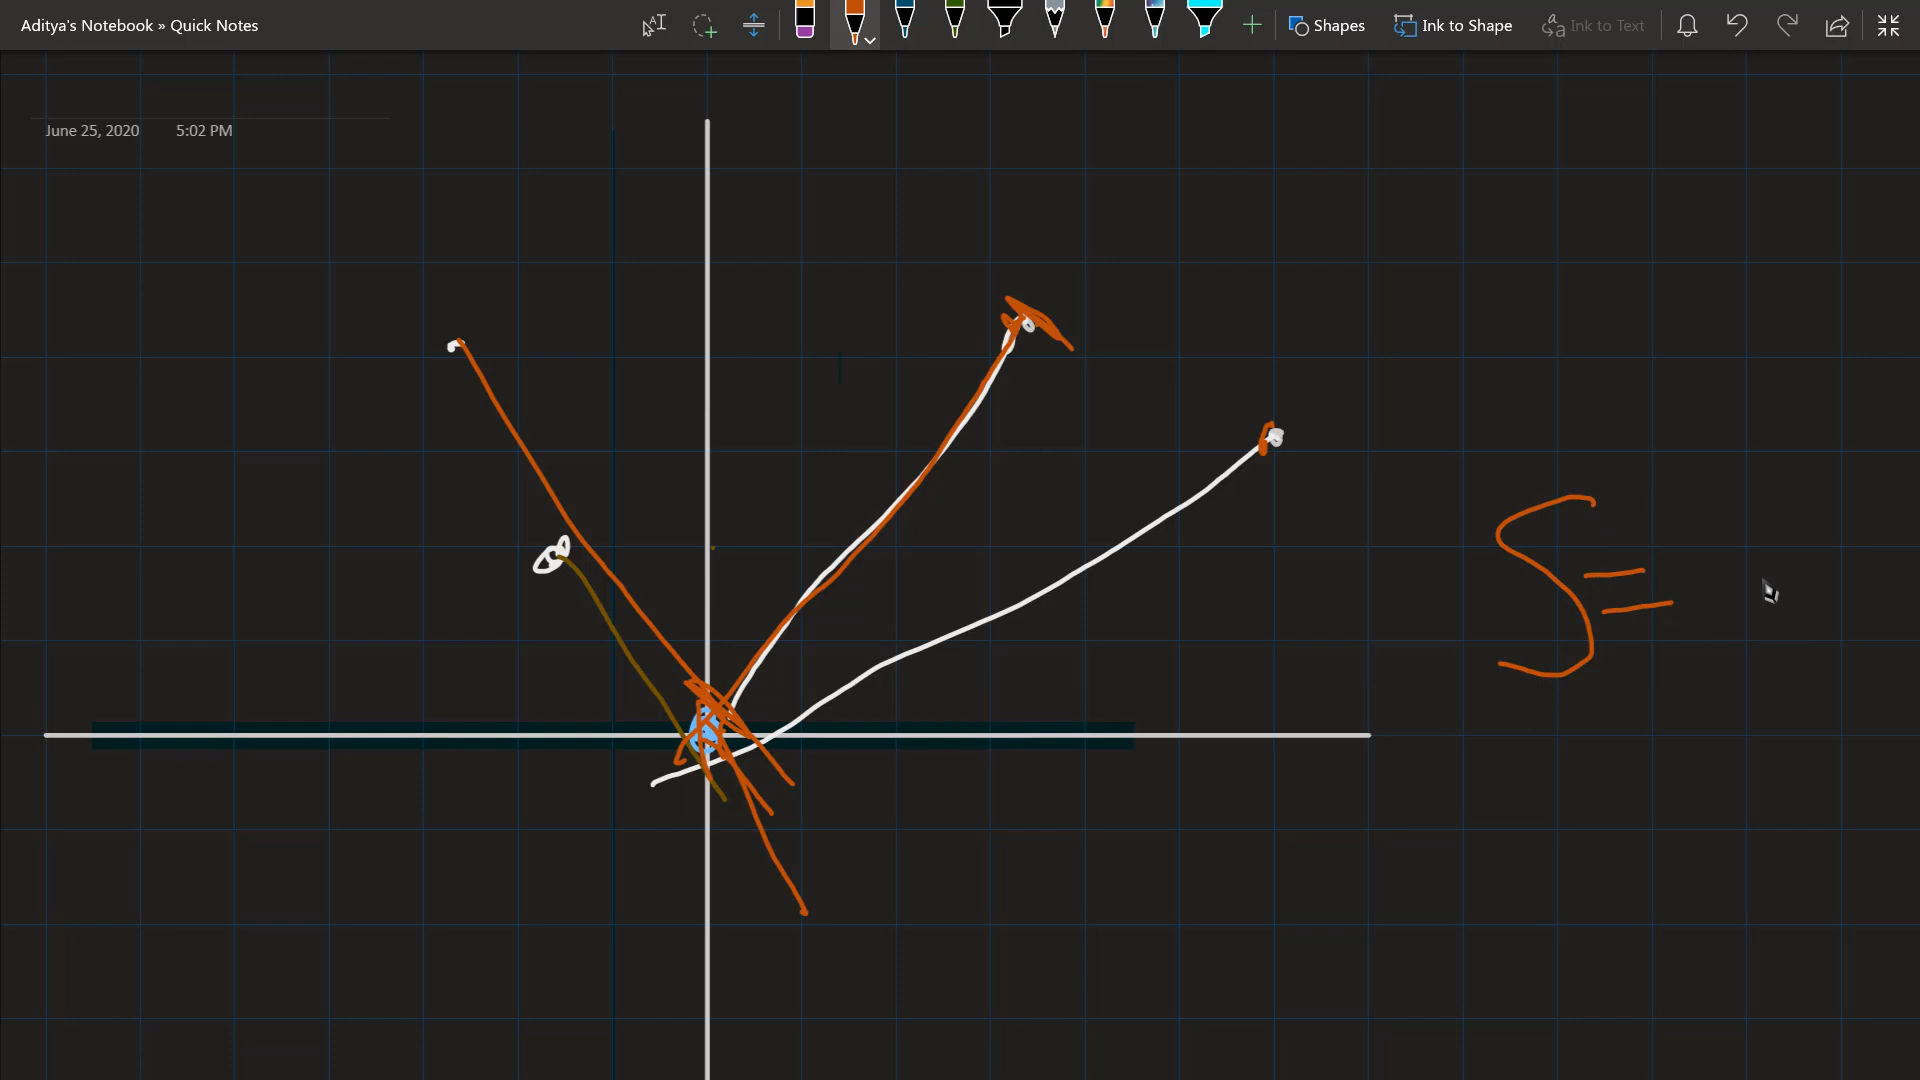 Aditya's Notebook » Quick Notes
Shapes
Ink to Shape
Ink to Text
June 25, 2020 5:02 PM
S =